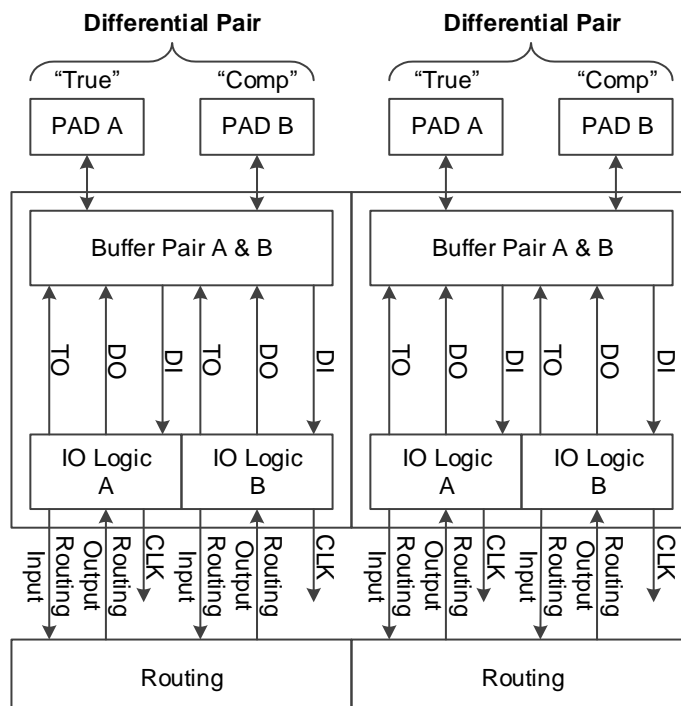 Differential Pair
Differential Pair
“True”
“Comp”
“True”
“Comp”
PAD A
PAD B
PAD A
PAD B
Buffer Pair A & B
Buffer Pair A & B
TO
DO
DI
TO
DO
DI
TO
DO
DI
TO
DO
DI
IO Logic
A
IO Logic
B
IO Logic
A
IO Logic
B
Routing
Input
Routing
Output
CLK
Routing
Input
Routing
Output
CLK
Routing
Input
Routing
Output
CLK
Routing
Input
Routing
Output
CLK
Routing
Routing